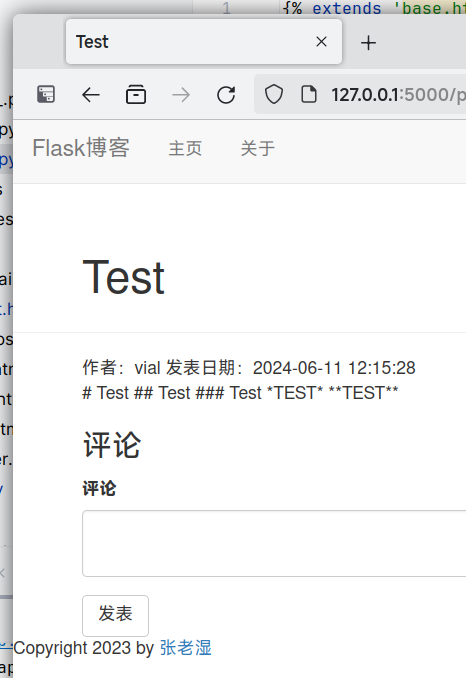 1 {% extends 'base.ht
Test
127.0.0.1:5000/p
Flask博客 主页 关于
Test
作者：vial 发表日期：2024-06-11 12:15:28
# Test ## Test ### Test *TEST* **TEST**
评论
评论
发表
Copyright 2023 by 张老湿